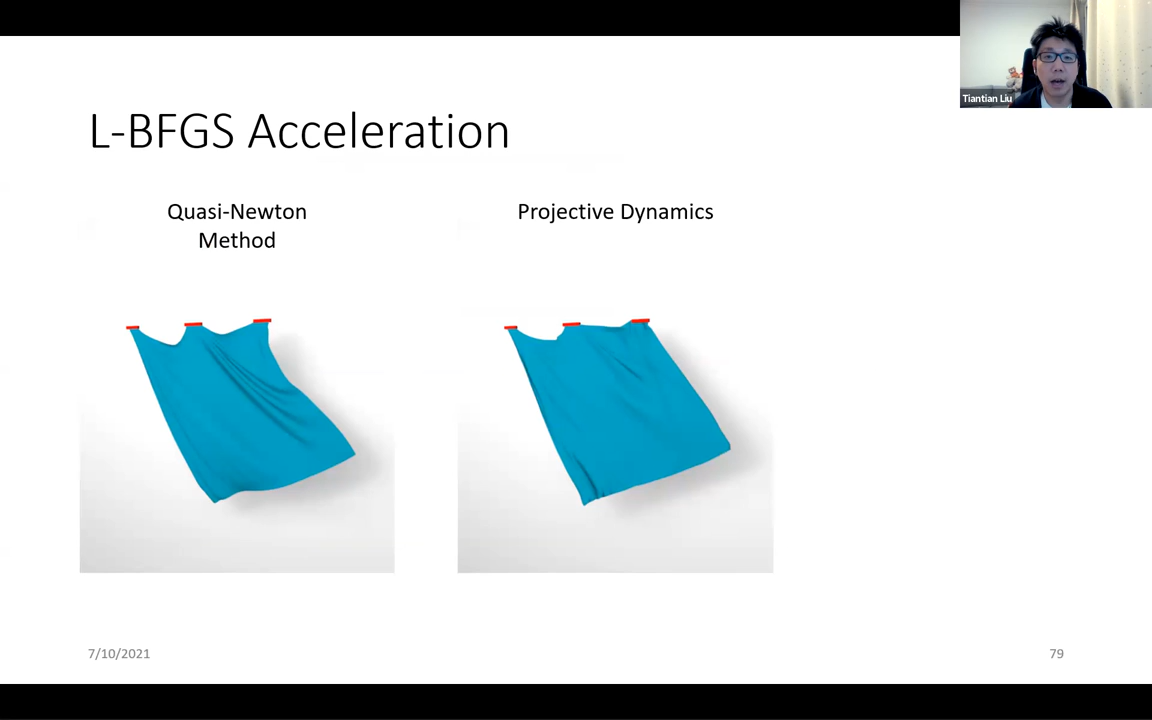 Tiantian Liu
L-BFGS Acceleration
Quasi-Newton
Method
Projective Dynamics
7/10/2021
79